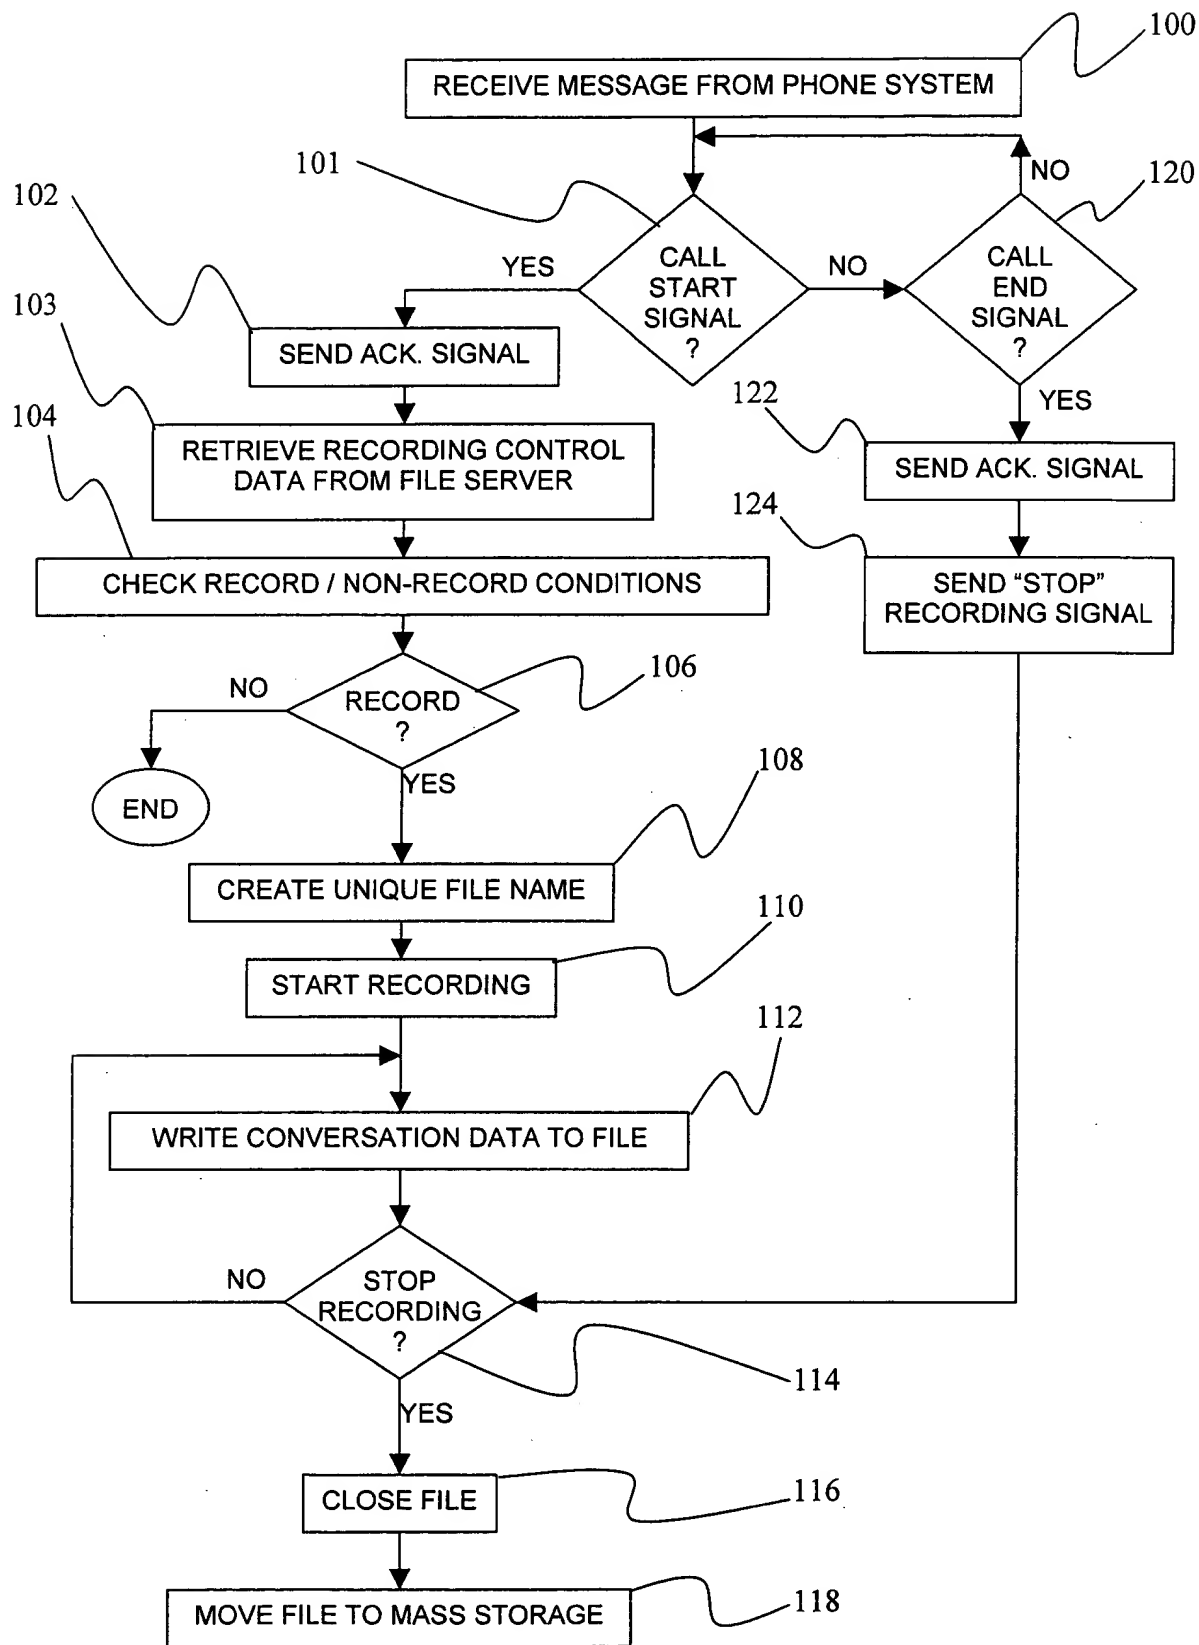 100
RECEIVE MESSAGE FROM PHONE SYSTEM
101
NO
120
102
YES
CALL
START
SIGNAL
?
NO
CALL
END
SIGNAL
?
103
SEND ACK. SIGNAL
YES
122
104
RETRIEVE RECORDING CONTROL
DATA FROM FILE SERVER
SEND ACK. SIGNAL
124
CHECK RECORD / NON-RECORD CONDITIONS
SEND “STOP”
RECORDING SIGNAL
106
NO
RECORD
?
YES
END
108
CREATE UNIQUE FILE NAME
110
START RECORDING
112
WRITE CONVERSATION DATA TO FILE
NO
STOP
RECORDING
?
114
YES
116
CLOSE FILE
118
MOVE FILE TO MASS STORAGE